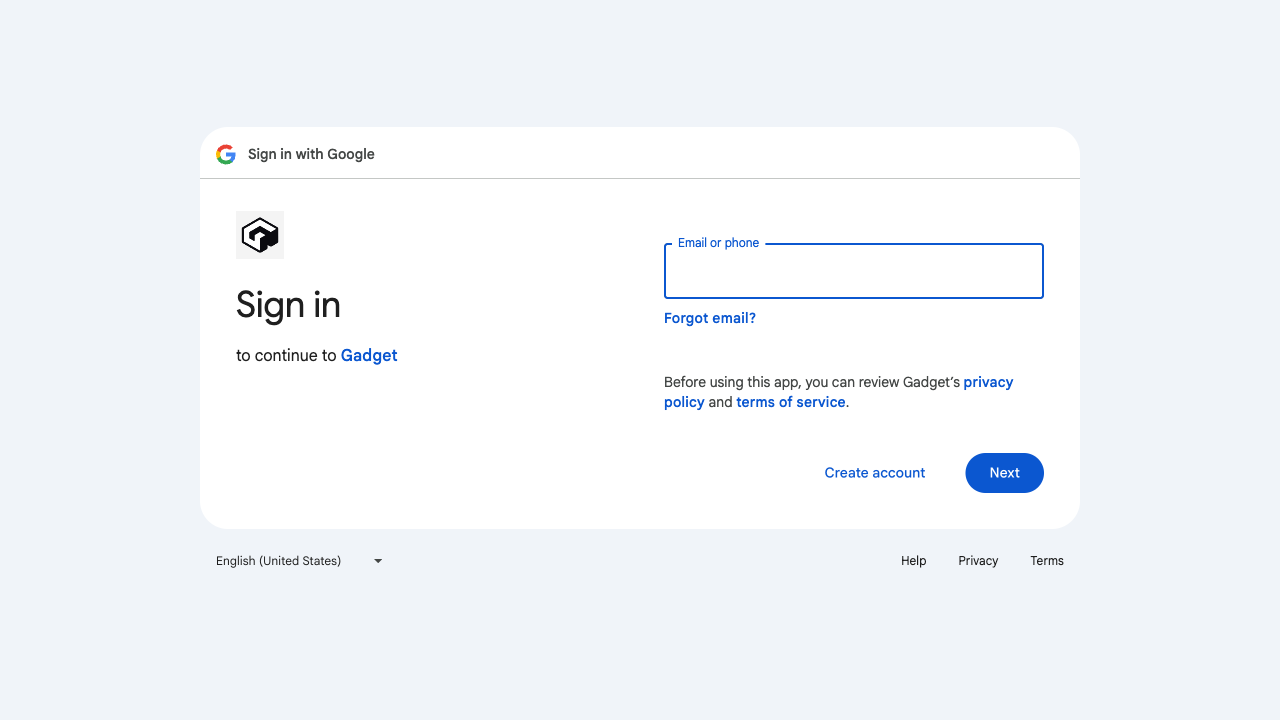 Sign in with Google
Sign in
to continue to Gadget
Email or phone
Forgot email?
Before using this app, you can review Gadget’s privacy
policy and terms of service.
Create account
Next
English (United States)
Help
Privacy
Terms